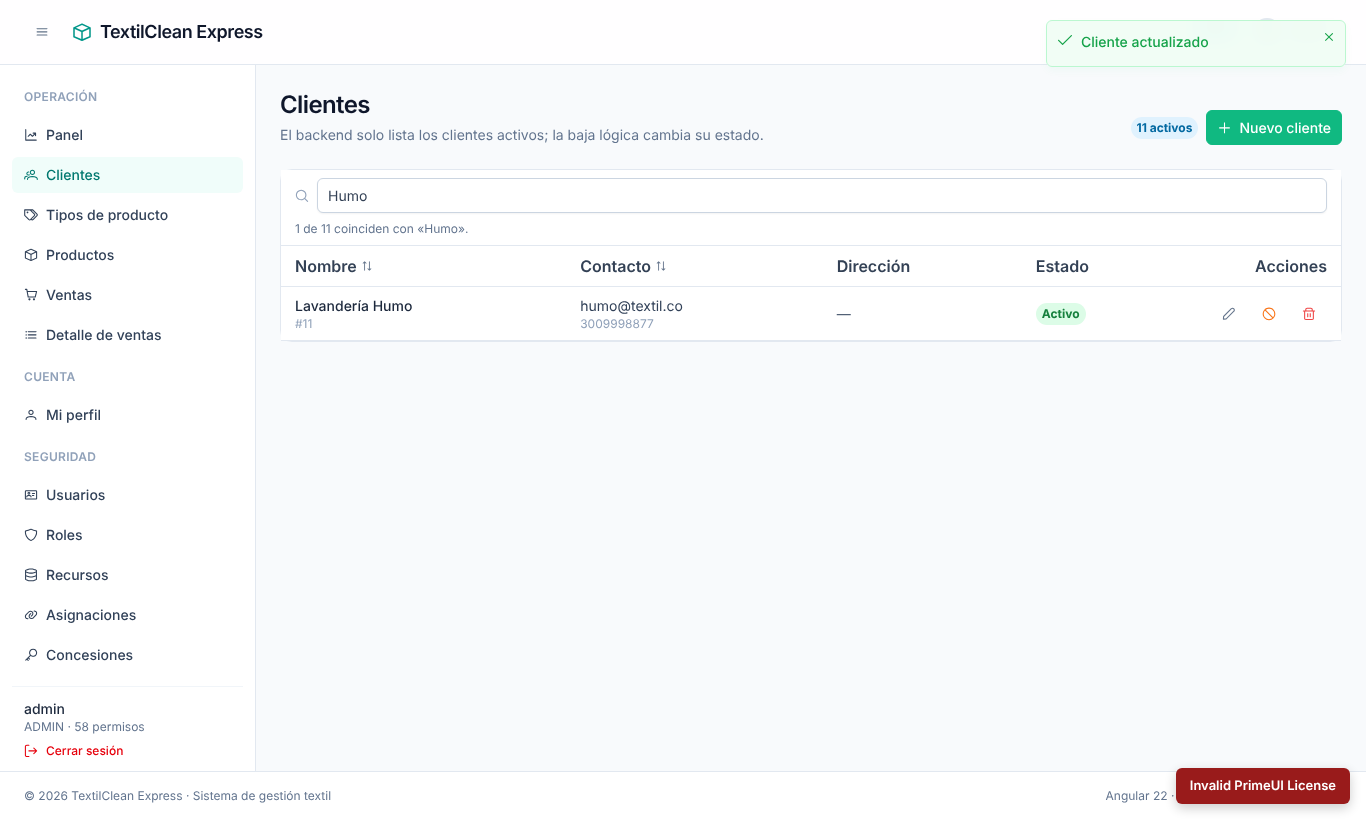 TextilClean Express
Cliente actualizado
OPERACIÓN
Panel
Clientes
Tipos de producto
Productos
Ventas
Detalle de ventas
CUENTA
Mi perfil
SEGURIDAD
Usuarios
Roles
Recursos
Asignaciones
Concesiones
admin
ADMIN · 58 permisos
Cerrar sesión
Clientes
El backend solo lista los clientes activos; la baja lógica cambia su estado.
11 activos
Nuevo cliente
Humo
1 de 11 coinciden con «Humo».
Nombre Contacto Dirección Estado Acciones
Lavandería Humo humo@textil.co — Activo
#11 3009998877
© 2026 TextilClean Express · Sistema de gestión textil
Angular 22 ·
Invalid PrimeUI License